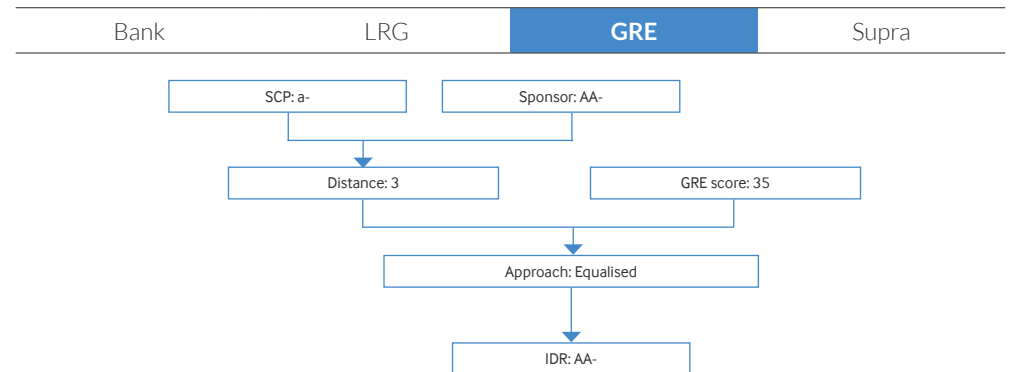 Bank LRG GRE Supra
SCP: a- Sponsor: AA-
Distance: 3 GRE score: 35
Approach: Equalised
IDR: AA-